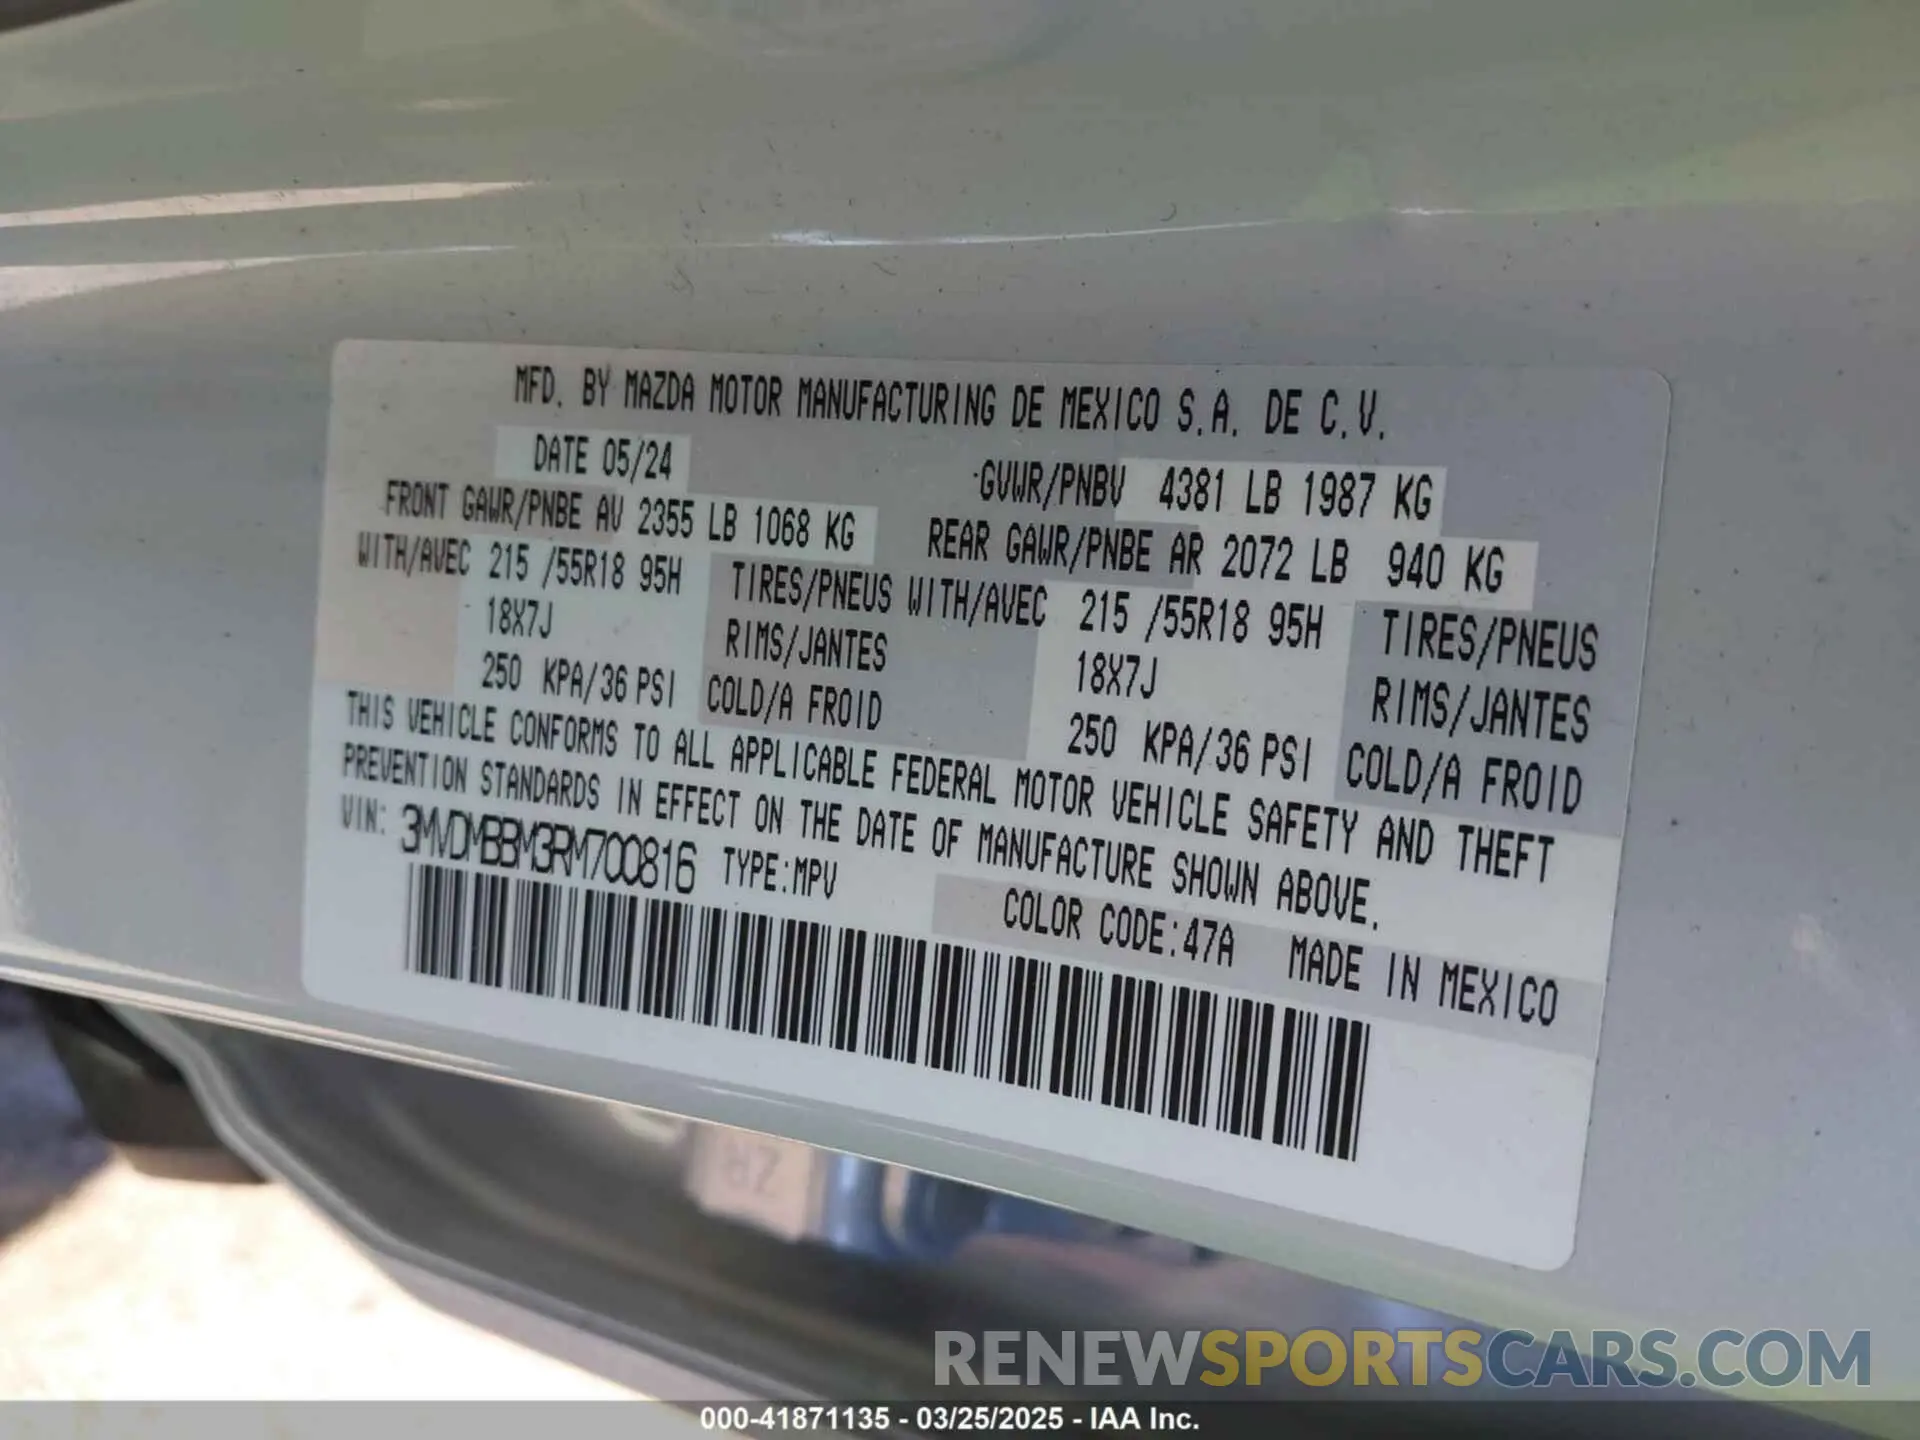 MFD. BY MAZDA MOTOR MANUFACTURING DE MEXICO S.A. DE C.V.
DATE 05/24 GVWR/PNBV 4381 LB 1987 KG
FRONT GAWR/PNBE AV 2355 LB 1068 KG REAR GAWR/PNBE AR 2072 LB 940 KG
WITH/AVEC 215 /55R18 95H TIRES/PNEUS WITH/AVEC 215 /55R18 95H TIRES/PNEUS
18X7J RIMS/JANTES 18X7J RIMS/JANTES
250 KPA/36 PSI COLD/A FROID 250 KPA/36 PSI COLD/A FROID
THIS VEHICLE CONFORMS TO ALL APPLICABLE FEDERAL MOTOR VEHICLE SAFETY AND THEFT
PREVENTION STANDARDS IN EFFECT ON THE DATE OF MANUFACTURE SHOWN ABOVE.
VIN: 3MVDMBBM3RM700816 TYPE:MPV COLOR CODE:47A MADE IN MEXICO
RENEWSPORTSCARS.COM
000-41871135 - 03/25/2025 - IAA Inc.